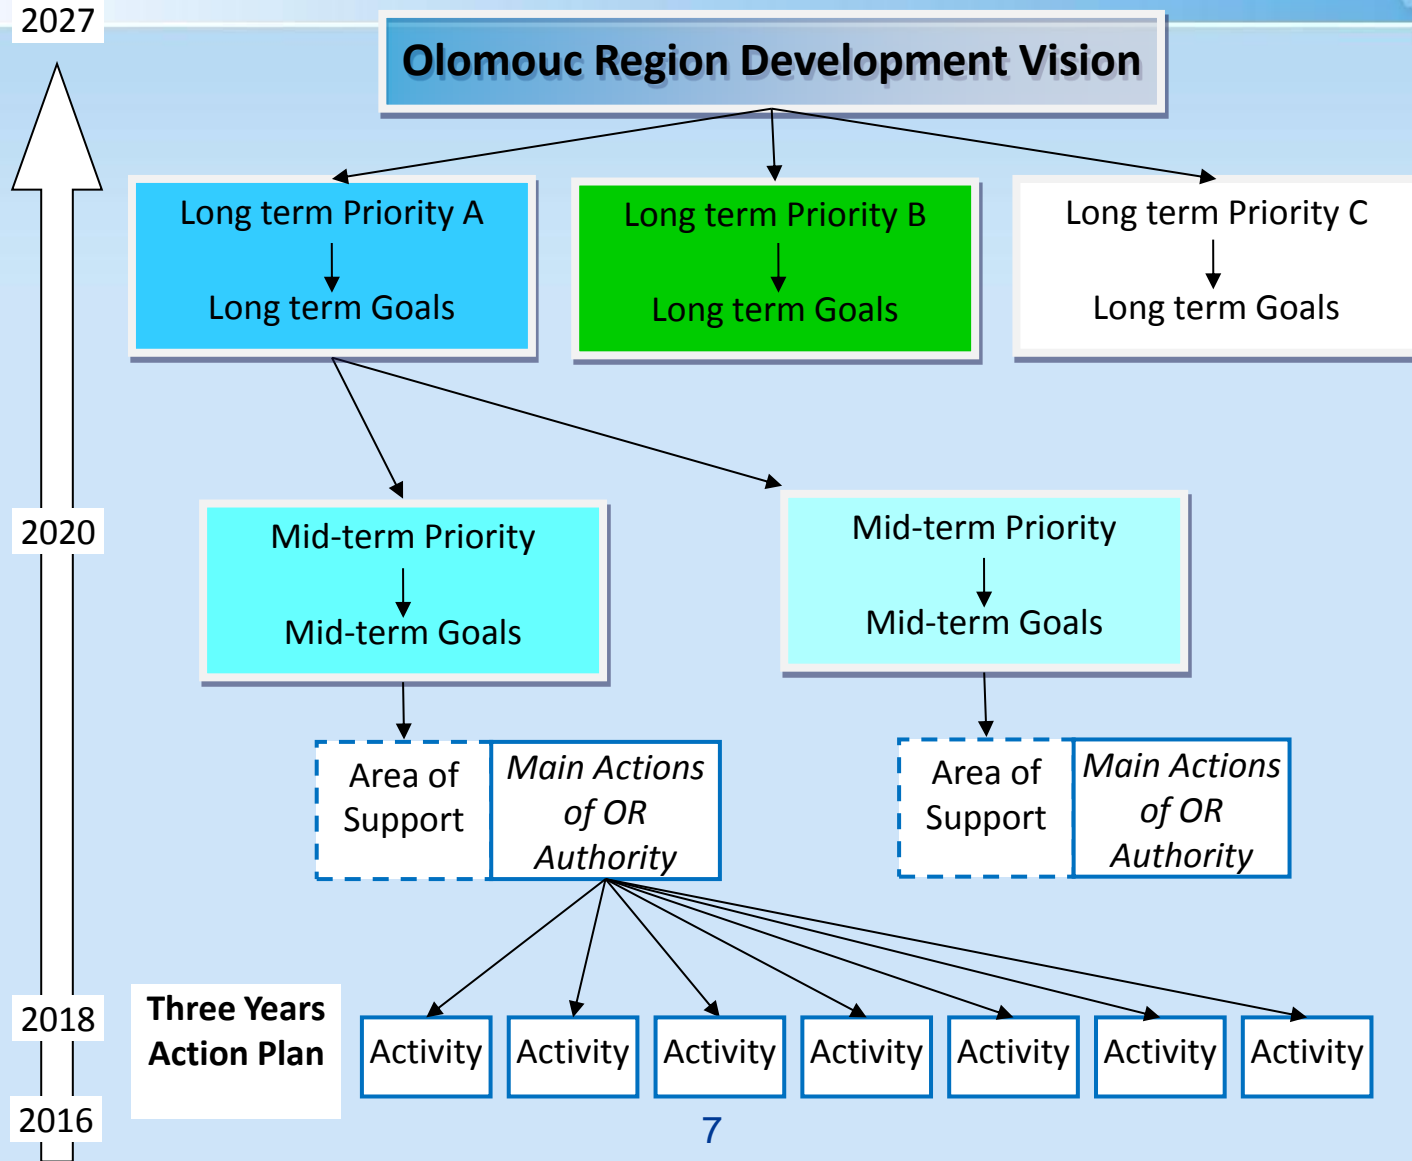 2027
Olomouc Region Development Vision
Long term Priority A
Long term Goals
Long term Priority B
Long term Goals
Long term Priority C
Long term Goals
2020
Mid-term Priority
Mid-term Goals
Mid-term Priority
Mid-term Goals
Area of
Support
Main Actions
of OR
Authority
Area of
Support
Main Actions
of OR
Authority
2018
Three Years
Action Plan
Activity
Activity
Activity
Activity
Activity
Activity
Activity
2016
7